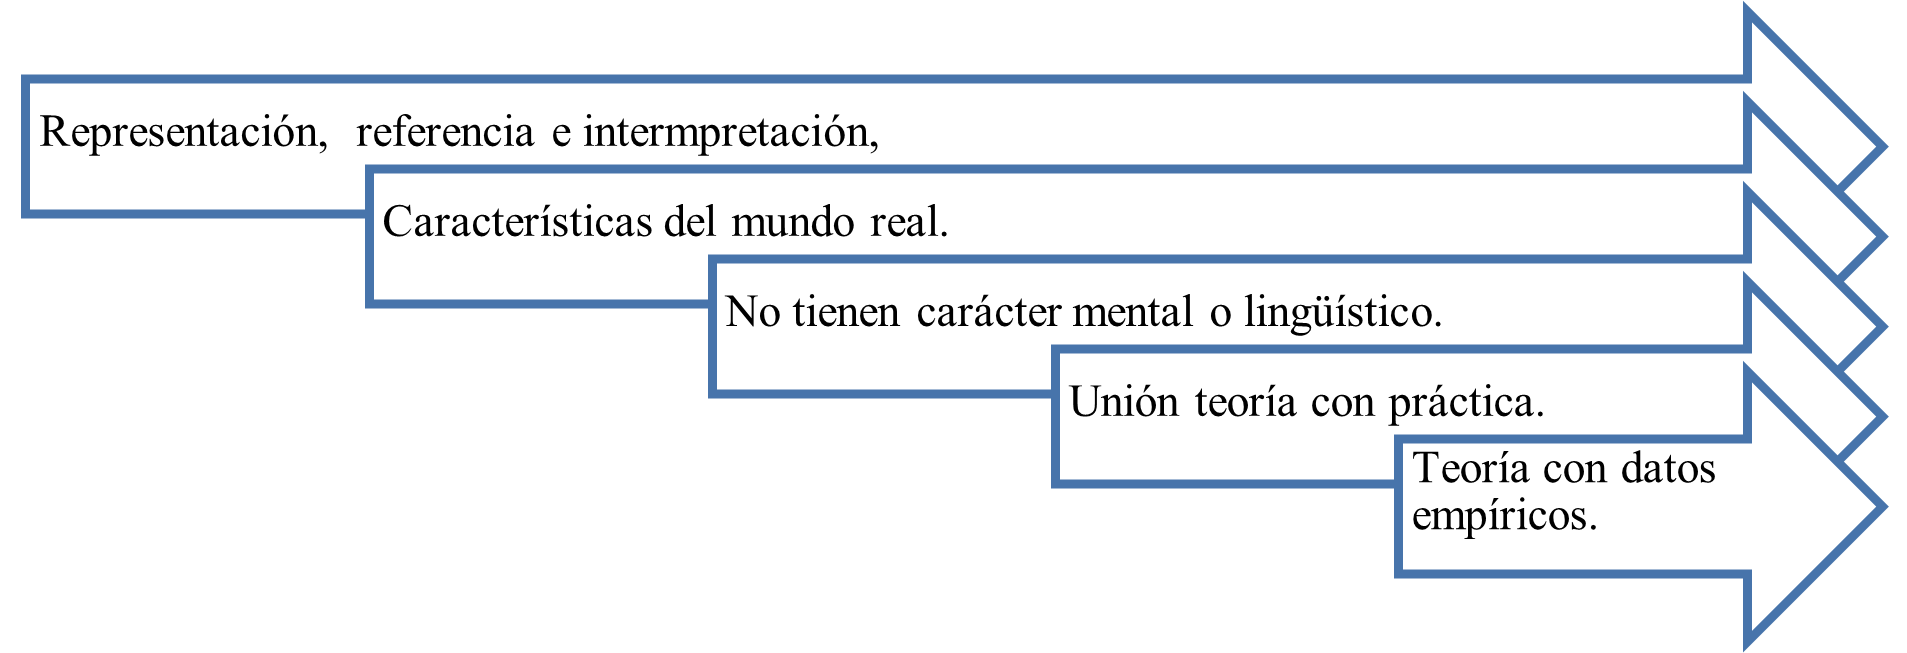 Representación, referencia e intermpretación,
Características del mundo real.
No tienen carácter mental o lingüístico.
Unión teoría con práctica.
Teoría con datos
empíricos.